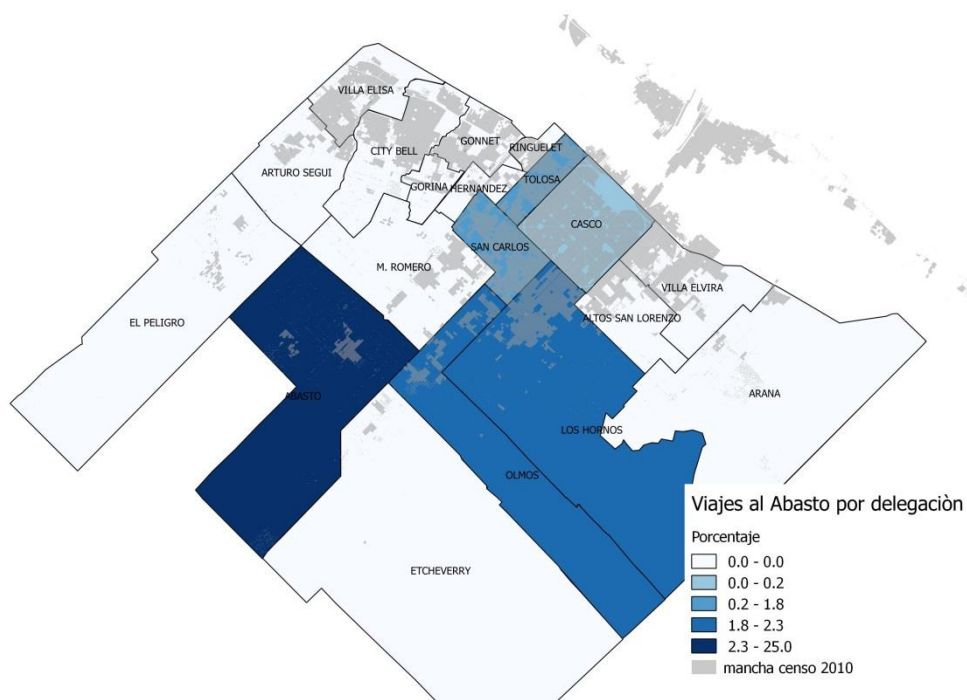 VILLA ELISA
CITY BELL
GONNET
RINGUELET
ARTURO SEGUI
GORINA
HERNANDEZ
TOLOSA
CASCO
SAN CARLOS
M. ROMERO
VILLA ELVIRA
ALTOS SAN LORENZO
EL PELIGRO
ABASTO
ARANA
LOS HORNOS
OLMOS
ETCHEVERRY
Viajes al Abasto por delegaciòn
Porcentaje
0.0 - 0.0
0.0 - 0.2
0.2 - 1.8
1.8 - 2.3
2.3 - 25.0
mancha censo 2010